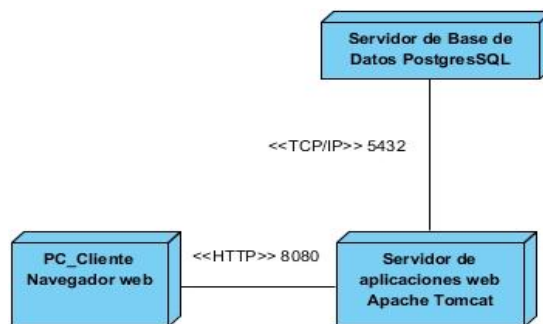 Servidor de Base de
Datos PostgresSQL
<<TCP/IP>> 5432
PC_Cliente
Navegador web
<<HTTP>> 8080
Servidor de
aplicaciones web
Apache Tomcat